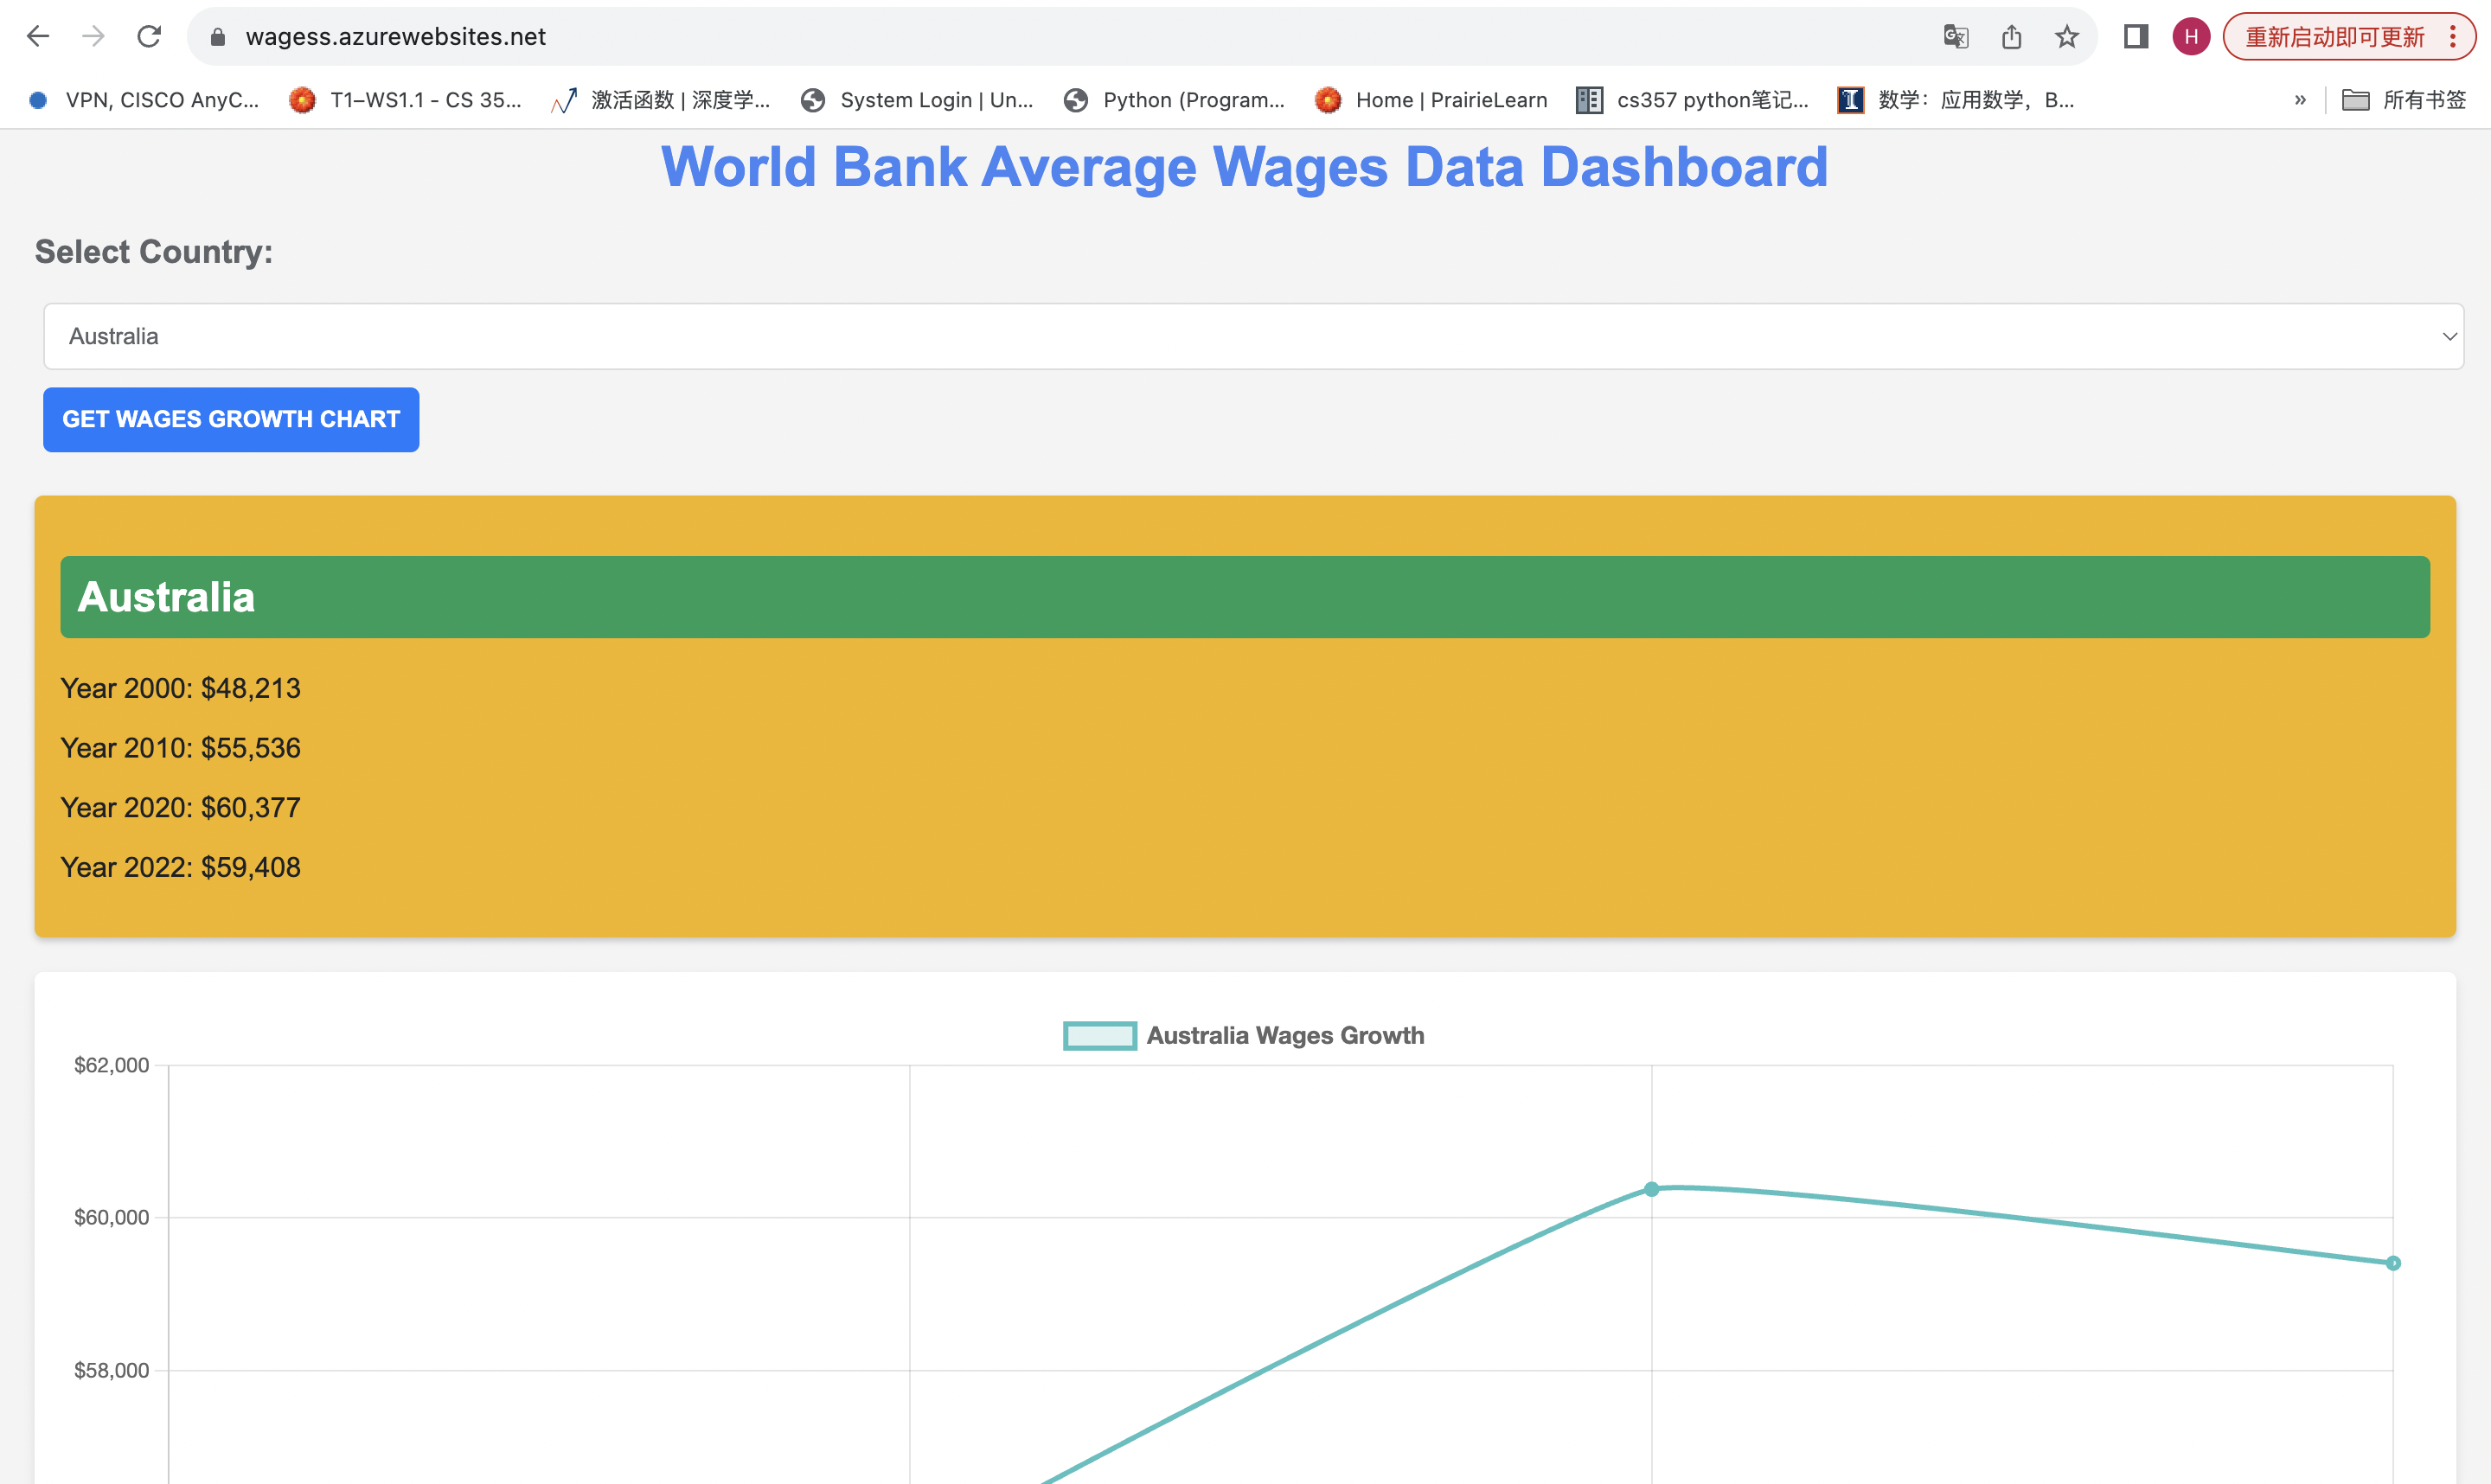 wagess.azurewebsites.net
H
重新启动即可更新
VPN, CISCO AnyC...
T1–WS1.1 - CS 35...
激活函数 | 深度学...
System Login | Un...
Python (Program...
Home | PrairieLearn
cs357 python笔记...
数学：应用数学，B...
»
所有书签
World Bank Average Wages Data Dashboard
Select Country:
Australia
GET WAGES GROWTH CHART
Australia
Year 2000: $48,213
Year 2010: $55,536
Year 2020: $60,377
Year 2022: $59,408
Australia Wages Growth
$62,000
$60,000
$58,000